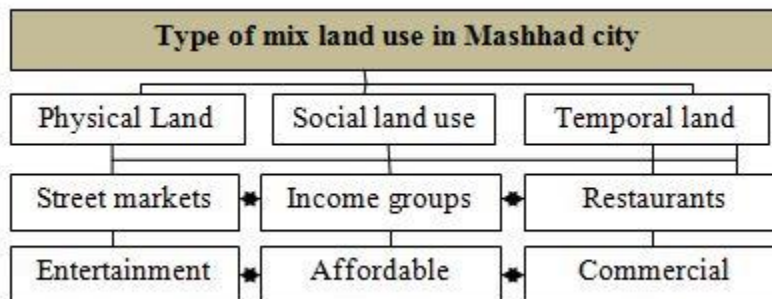 Type of mix land use in Mashhad city
Physical Land
Social land use
Temporal land
Street markets
Income groups
Restaurants
Entertainment
Affordable
Commercial